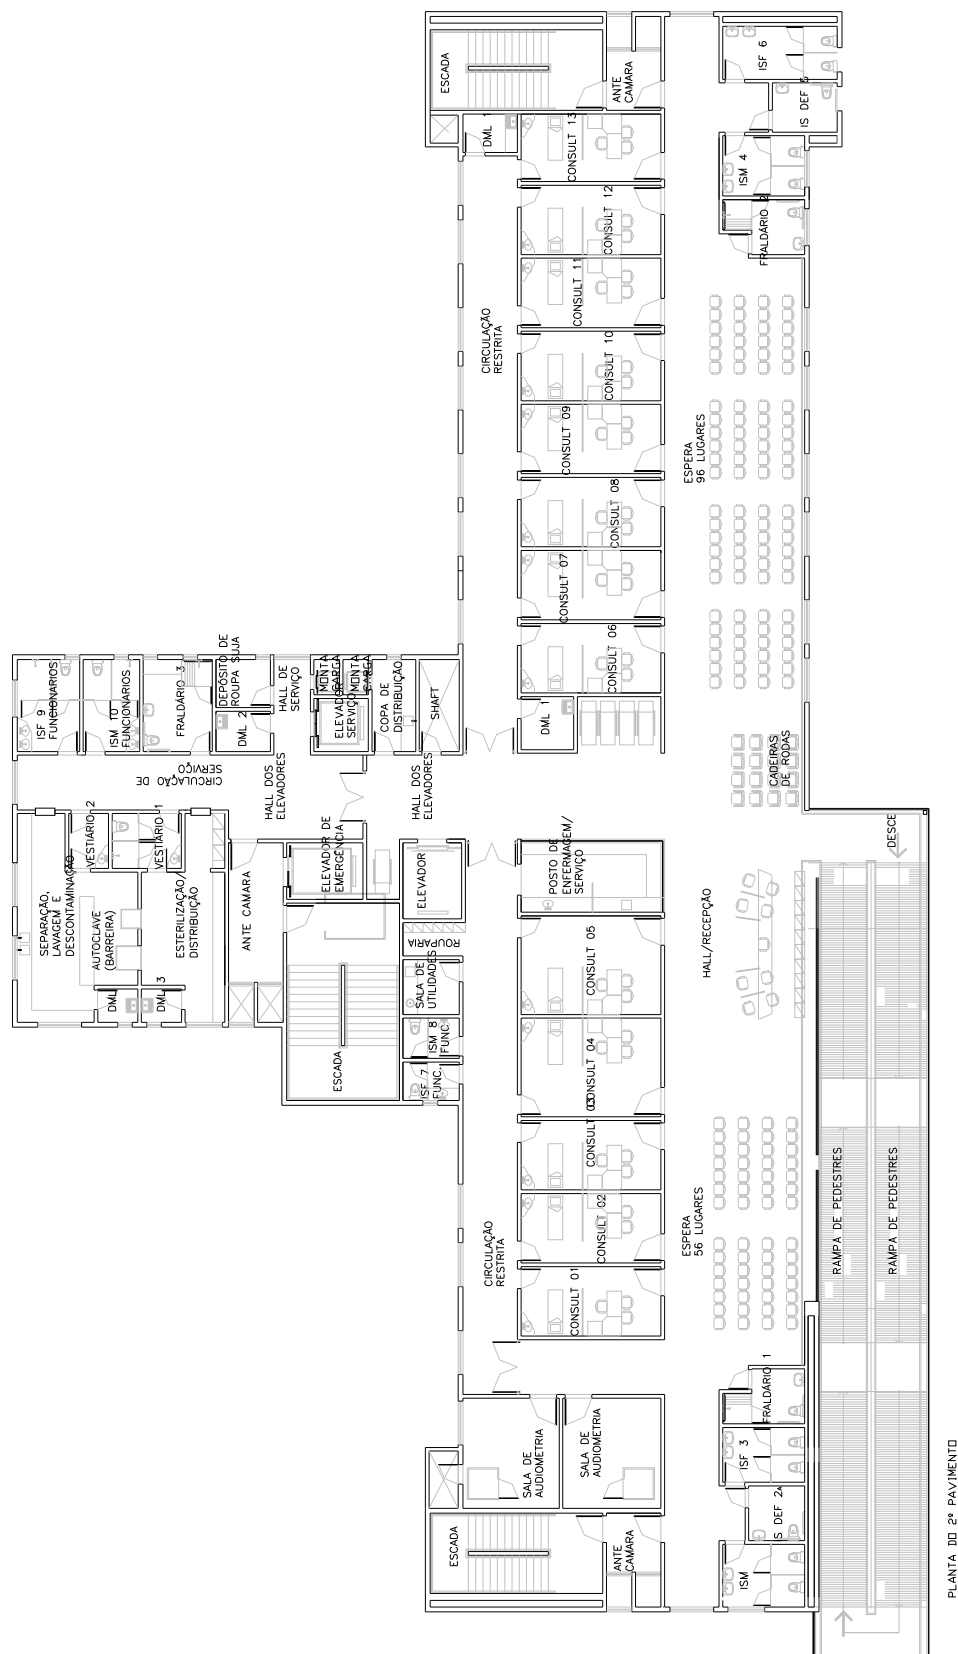 ESCADA
ANTE
CAMARA
ISF 6
IS DEF 5
DML 1
CONSULT 13
ISM 4
CONSULT 12
FRALDÁRIO 2
CONSULT 11
CIRCULAÇÃO
RESTRITA
CONSULT 10
CONSULT 09
ESPERA
96 LUGARES
CONSULT 08
CONSULT 07
CONSULT 06
ISF 9
FUNCIONARIOS
ISM 10
FUNCIONARIOS
FRALDÁRIO 3
DEPÓSITO DE
ROUPA SUJA
DML 2
HALL DE
SERVIÇO
MONTA
CARGA
MONTA
CARGA
ELEVADOR
SERVIÇO
COPA DE
DISTRIBUIÇÃO
SHAFT
DML 1
CADEIRAS
DE RODAS
CIRCULAÇÃO DE
SERVIÇO
HALL DOS
ELEVADORES
HALL DOS
ELEVADORES
VESTIÁRIO 2
VESTIÁRIO 1
ELEVADOR DE
EMERGENCIA
ELEVADOR
POSTO DE
ENFERMAGEM/
SERVIÇO
DESCE
SEPARAÇÃO,
LAVAGEM E
DESCONTAMINAÇÃO
AUTOCLAVE
(BARREIRA)
ESTERILIZAÇÃO/
DISTRIBUIÇÃO
ANTE CAMARA
ROUPARIA
HALL/RECEPÇÃO
CONSULT 05
SALA DE
UTILIDADES
DML
DML 3
ISM 8
FUNC.
CONSULT 04
ESCADA
ISF 7
FUNC.
CONSULT 03
RAMPA DE PEDESTRES
RAMPA DE PEDESTRES
CONSULT 02
CIRCULAÇÃO
RESTRITA
ESPERA
56 LUGARES
CONSULT 01
FRALDÁRIO 1
SALA DE
AUDIOMETRIA
SALA DE
AUDIOMETRIA
ISF 3
S DEF 2
ESCADA
ANTE
CAMARA
ISM
PLANTA DO 2º PAVIMENTO